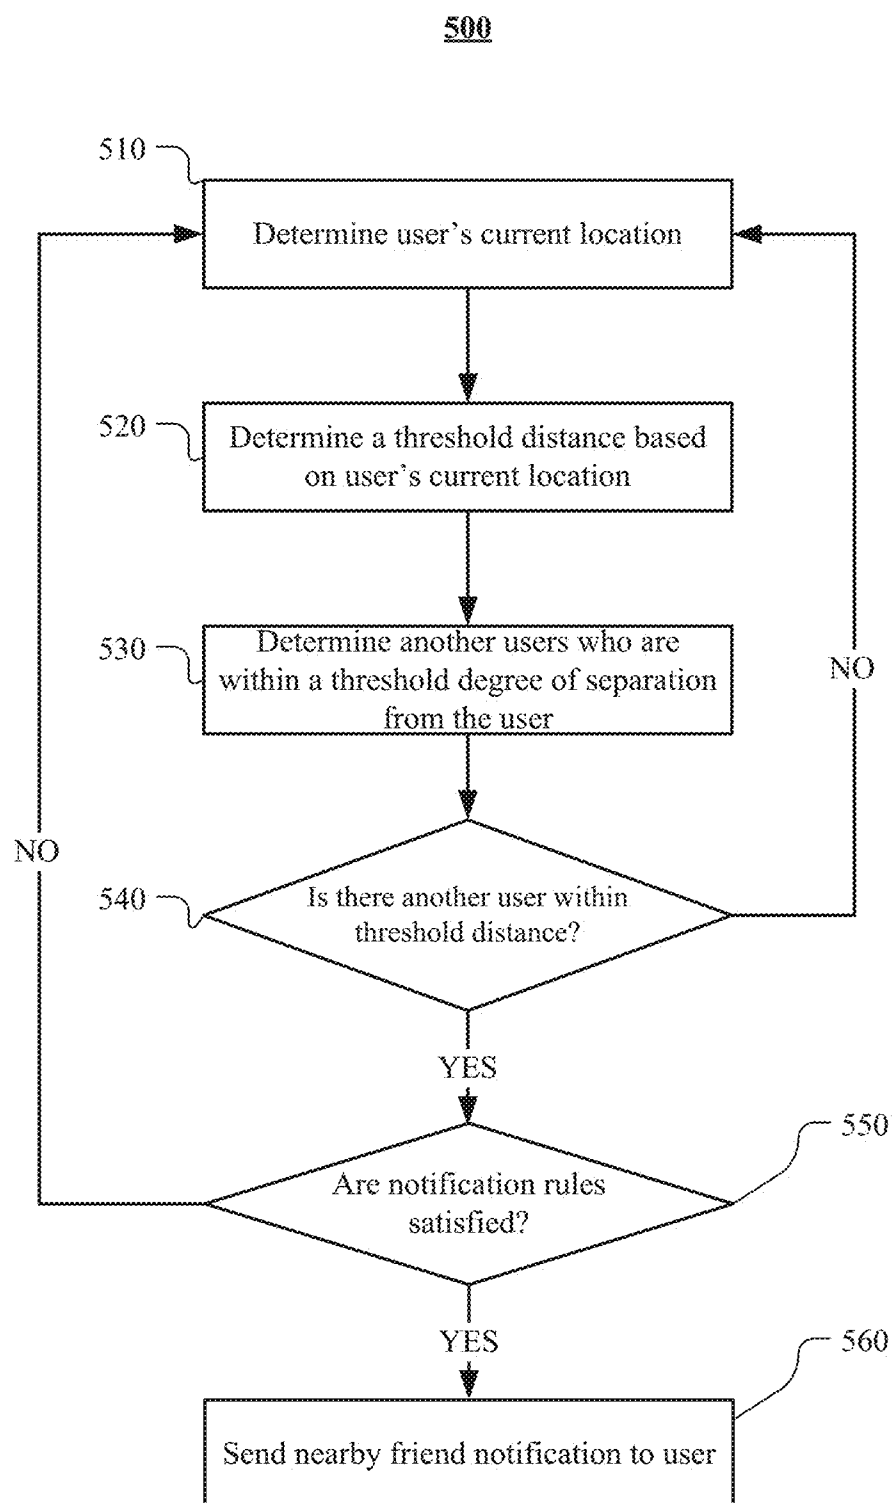 500
510
Determine user's current location
520
Determine a threshold distance based
on user's current location
530
Determine another users who are
within a threshold degree of separation
from the user
NO
NO
540
Is there another user within
threshold distance?
YES
550
Are notification rules
satisfied?
YES
560
Send nearby friend notification to user